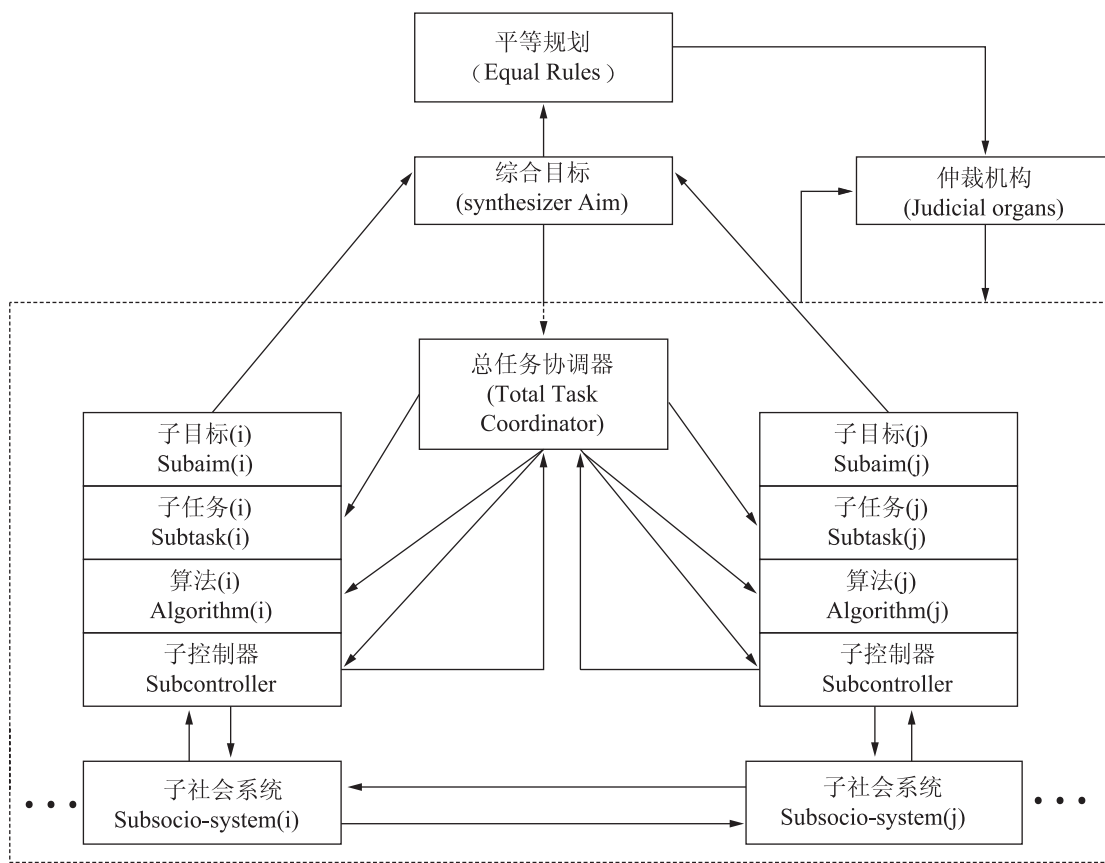 平等规划
（Equal Rules）
综合目标
(synthesizer Aim)
仲裁机构
(Judicial organs)
总任务协调器
(Total Task
Coordinator)
子目标(i)
Subaim(i)
子任务(i)
Subtask(i)
算法(i)
Algorithm(i)
子控制器
Subcontroller
子目标(j)
Subaim(j)
子任务(j)
Subtask(j)
算法(j)
Algorithm(j)
子控制器
Subcontroller
• • •
子社会系统
Subsocio-system(i)
子社会系统
Subsocio-system(j)
• • •